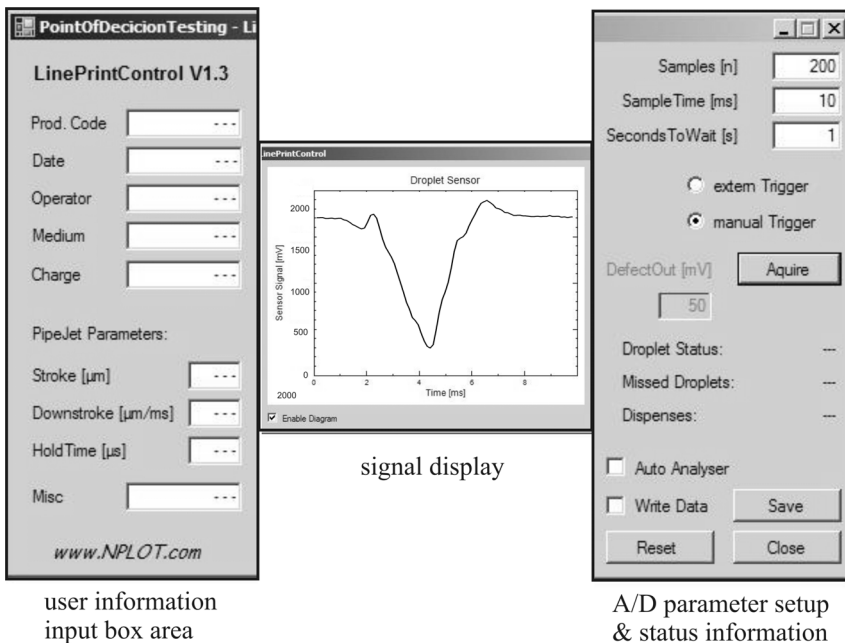 PointOfDecicionTesting - Li
LinePrintControl V1.3
Prod. Code ---
Date ---
Operator ---
Medium ---
Charge ---
PipeJet Parameters:
Stroke [µm] ---
Downstroke [µm/ms] ---
HoldTime [µs] ---
Misc ---
www.NPLOT.com
user information
input box area
inePrintControl
Droplet Sensor
Sensor Signal [mV]
2000
1500
1000
500
0
2000
0 2 4 6 8
Time [ms]
Enable Diagram
signal display
Samples [n] 200
SampleTime [ms] 10
SecondsToWait [s] 1
extern Trigger
manual Trigger
DefectOut [mV] Aquire
50
Droplet Status: ---
Missed Droplets: ---
Dispenses: ---
Auto Analyser
Write Data Save
Reset Close
A/D parameter setup
& status information